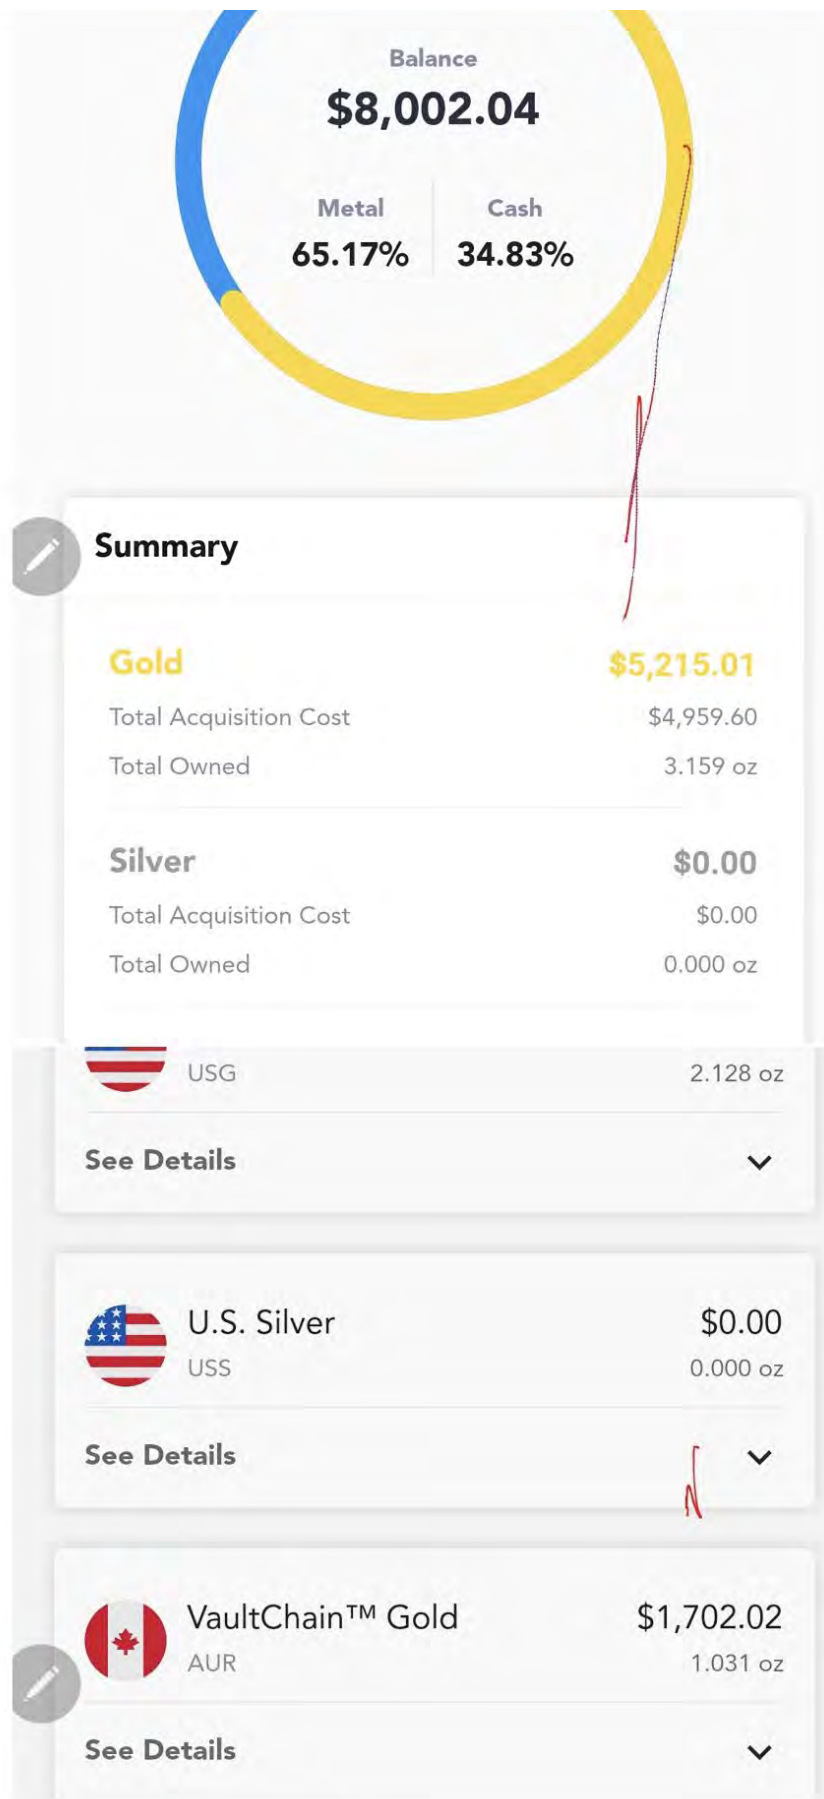 Balance
$8,002.04
Metal Cash
65.17% 34.83%
Summary
Gold $5,215.01
Total Acquisition Cost $4,959.60
Total Owned 3.159 oz
Silver $0.00
Total Acquisition Cost $0.00
Total Owned 0.000 oz
USG 2.128 oz
See Details
U.S. Silver $0.00
USS 0.000 oz
See Details
VaultChain™ Gold $1,702.02
AUR 1.031 oz
See Details